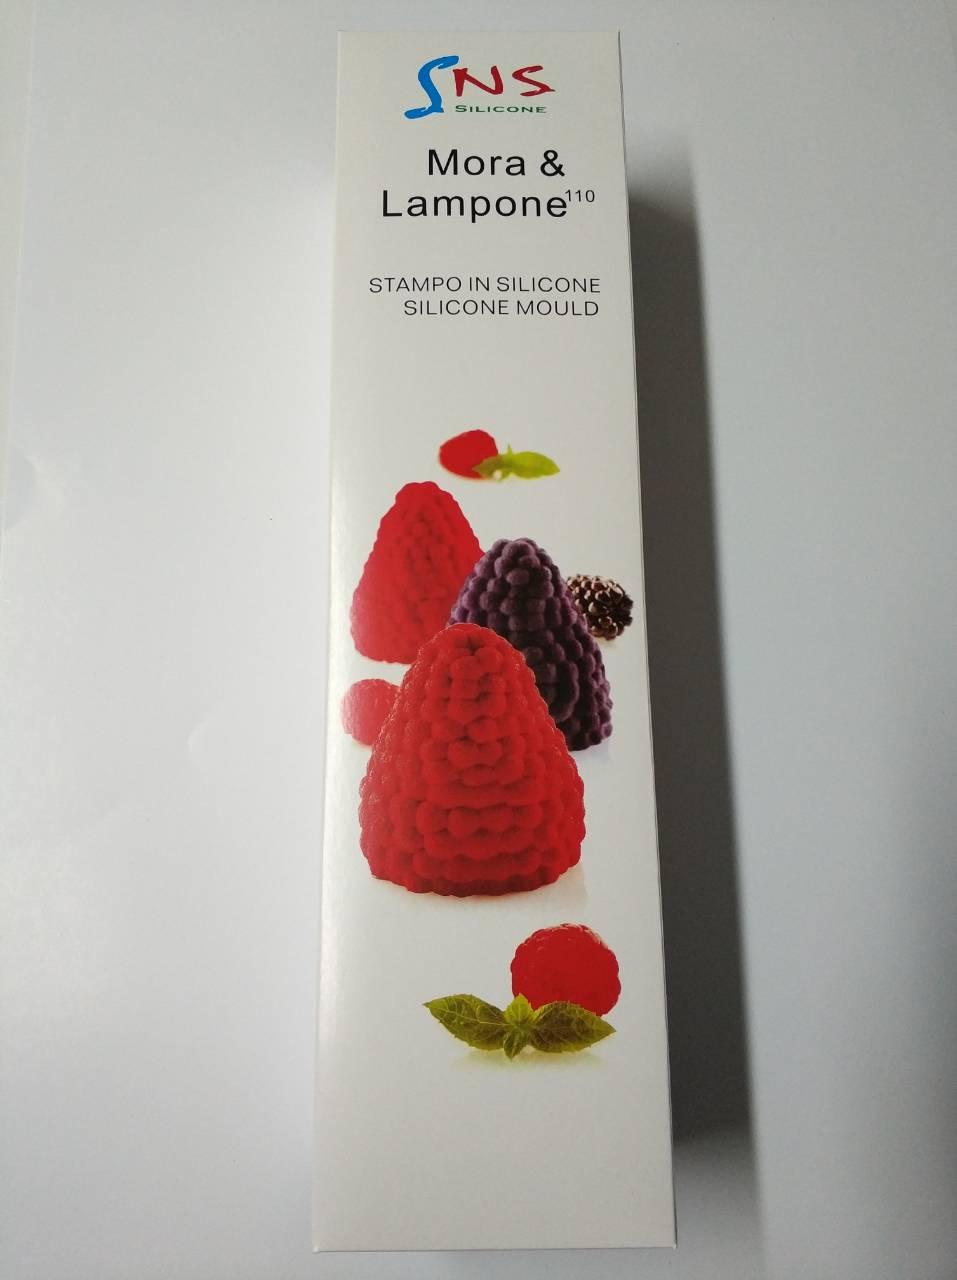 SNS
SILICONE
Mora &
Lampone110
STAMPO IN SILICONE
SILICONE MOULD